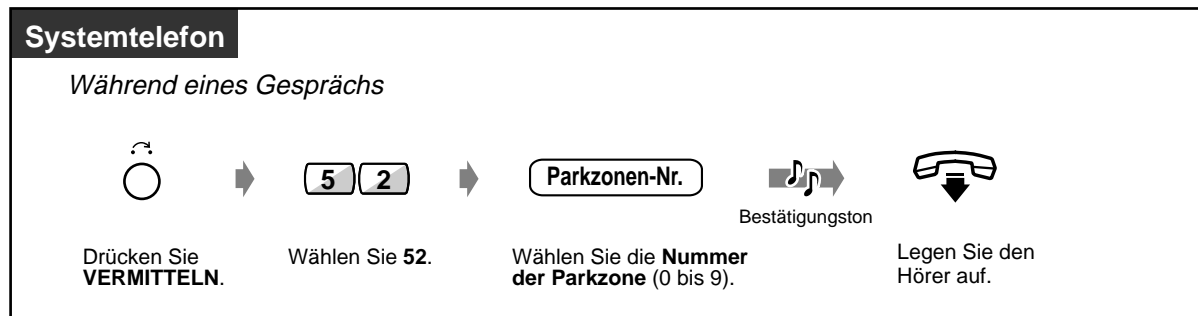 Systemtelefon
Während eines Gesprächs
5 2
Parkzonen-Nr.
Bestätigungston
Drücken Sie
VERMITTELN.
Wählen Sie 52.
Wählen Sie die Nummer
der Parkzone (0 bis 9).
Legen Sie den
Hörer auf.